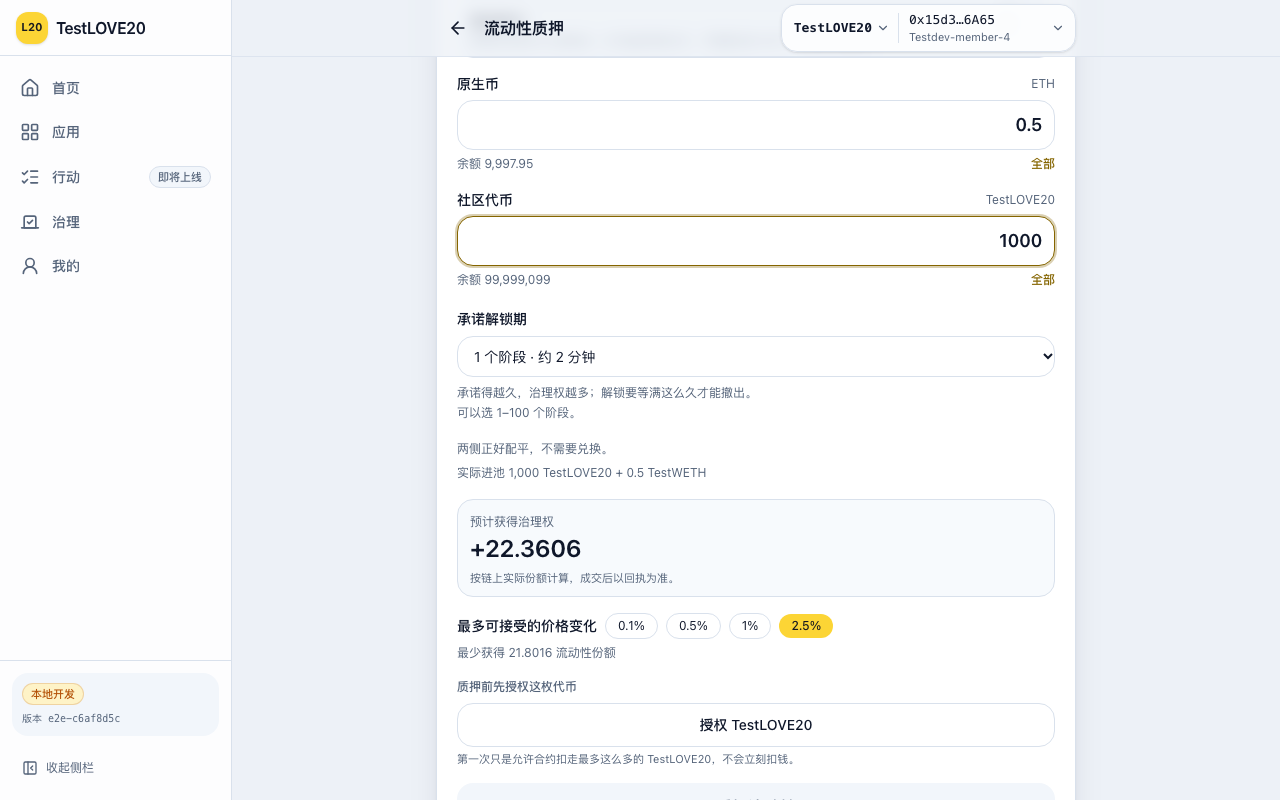 L20 TestLOVE20
首页
应用
行动 即将上线
治理
我的
本地开发
版本 e2e-c6af8d5c
收起侧栏
流动性质押
TestLOVE20
0x15d3…6A65
Testdev-member-4
原生币 ETH
0.5
余额 9,997.95 全部
社区代币 TestLOVE20
1000
余额 99,999,099 全部
承诺解锁期
1 个阶段 · 约 2 分钟
承诺得越久，治理权越多；解锁要等满这么久才能撤出。
可以选 1–100 个阶段。
两侧正好配平，不需要兑换。
实际进池 1,000 TestLOVE20 + 0.5 TestWETH
预计获得治理权
+22.3606
按链上实际份额计算，成交后以回执为准。
最多可接受的价格变化 0.1% 0.5% 1% 2.5%
最少获得 21.8016 流动性份额
质押前先授权这枚代币
授权 TestLOVE20
第一次只是允许合约扣走最多这么多的 TestLOVE20，不会立刻扣钱。